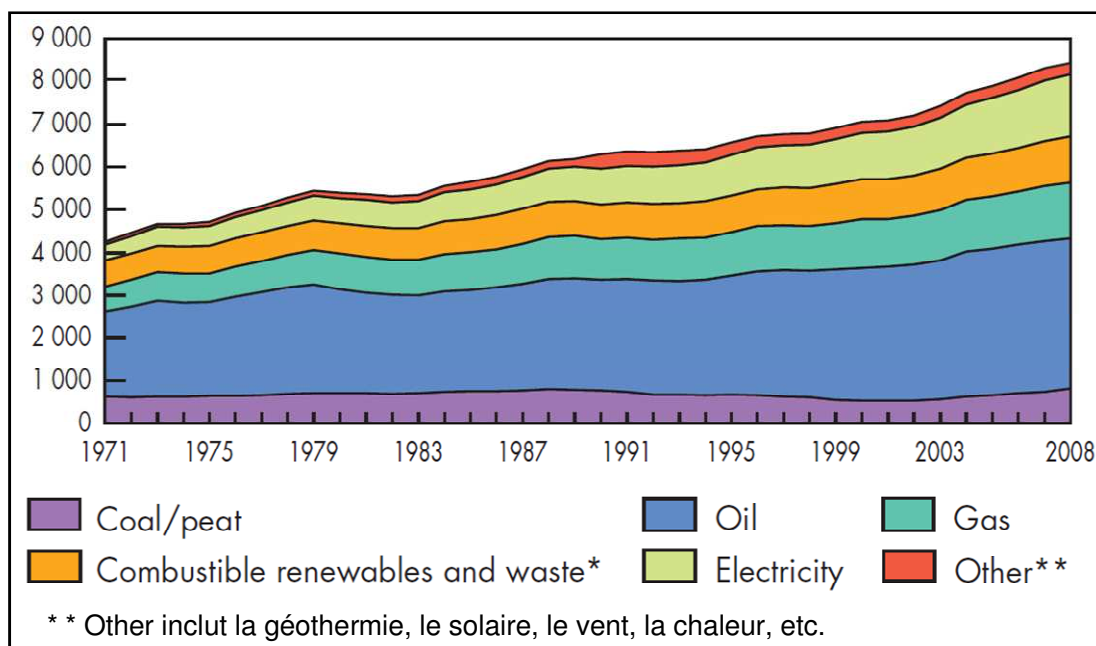 9 000
8 000
7 000
6 000
5 000
4 000
3 000
2 000
1 000
0
1971 1975 1979 1983 1987 1991 1995 1999 2003 2008
Coal/peat Oil Gas
Combustible renewables and waste* Electricity Other**
* * Other inclut la géothermie, le solaire, le vent, la chaleur, etc.